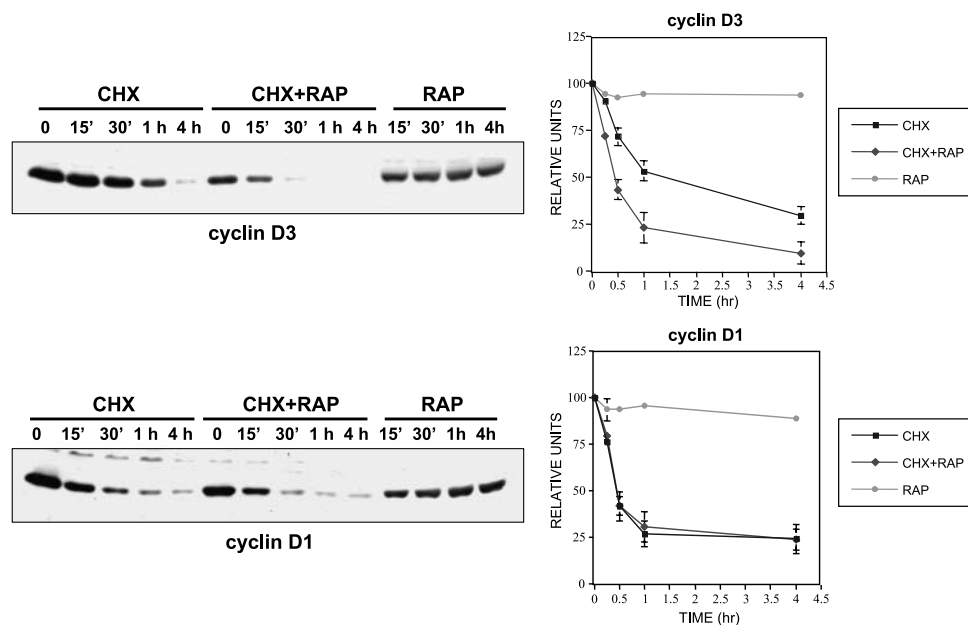 CHX CHX+RAP RAP
0 15’ 30’ 1 h 4 h 0 15’ 30’ 1 h 4 h 15’ 30’ 1h 4h
cyclin D3
cyclin D3
RELATIVE UNITS
125
100
75
50
25
0
0 0.5 1 1.5 2 2.5 3 3.5 4 4.5
TIME (hr)
CHX
CHX+RAP
RAP
CHX CHX+RAP RAP
0 15’ 30’ 1 h 4 h 0 15’ 30’ 1 h 4 h 15’ 30’ 1h 4h
cyclin D1
cyclin D1
RELATIVE UNITS
125
100
75
50
25
0
0 0.5 1 1.5 2 2.5 3 3.5 4 4.5
TIME (hr)
CHX
CHX+RAP
RAP